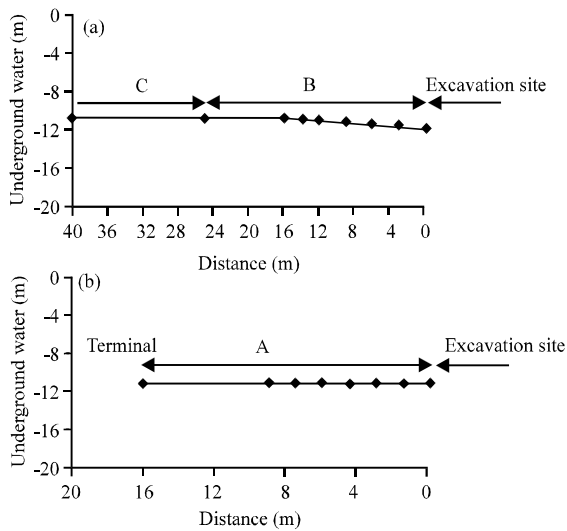 (a)
Underground water (m)
0
-4
-8
-12
-16
-20
C
B
Excavation site
40 36 32 28 24 20 16 12 8 4 0
Distance (m)
(b)
Underground water (m)
0
-4
-8
-12
-16
-20
Terminal
A
Excavation site
20 16 12 8 4 0
Distance (m)